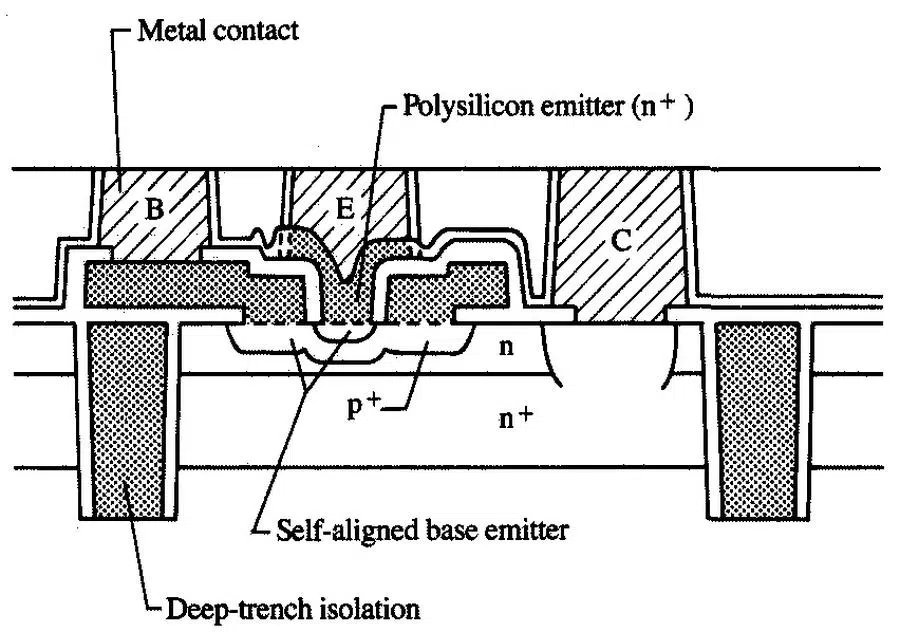 Metal contact
Polysilicon emitter (n+ )
B
E
C
n
p+
n+
Self-aligned base emitter
Deep-trench isolation